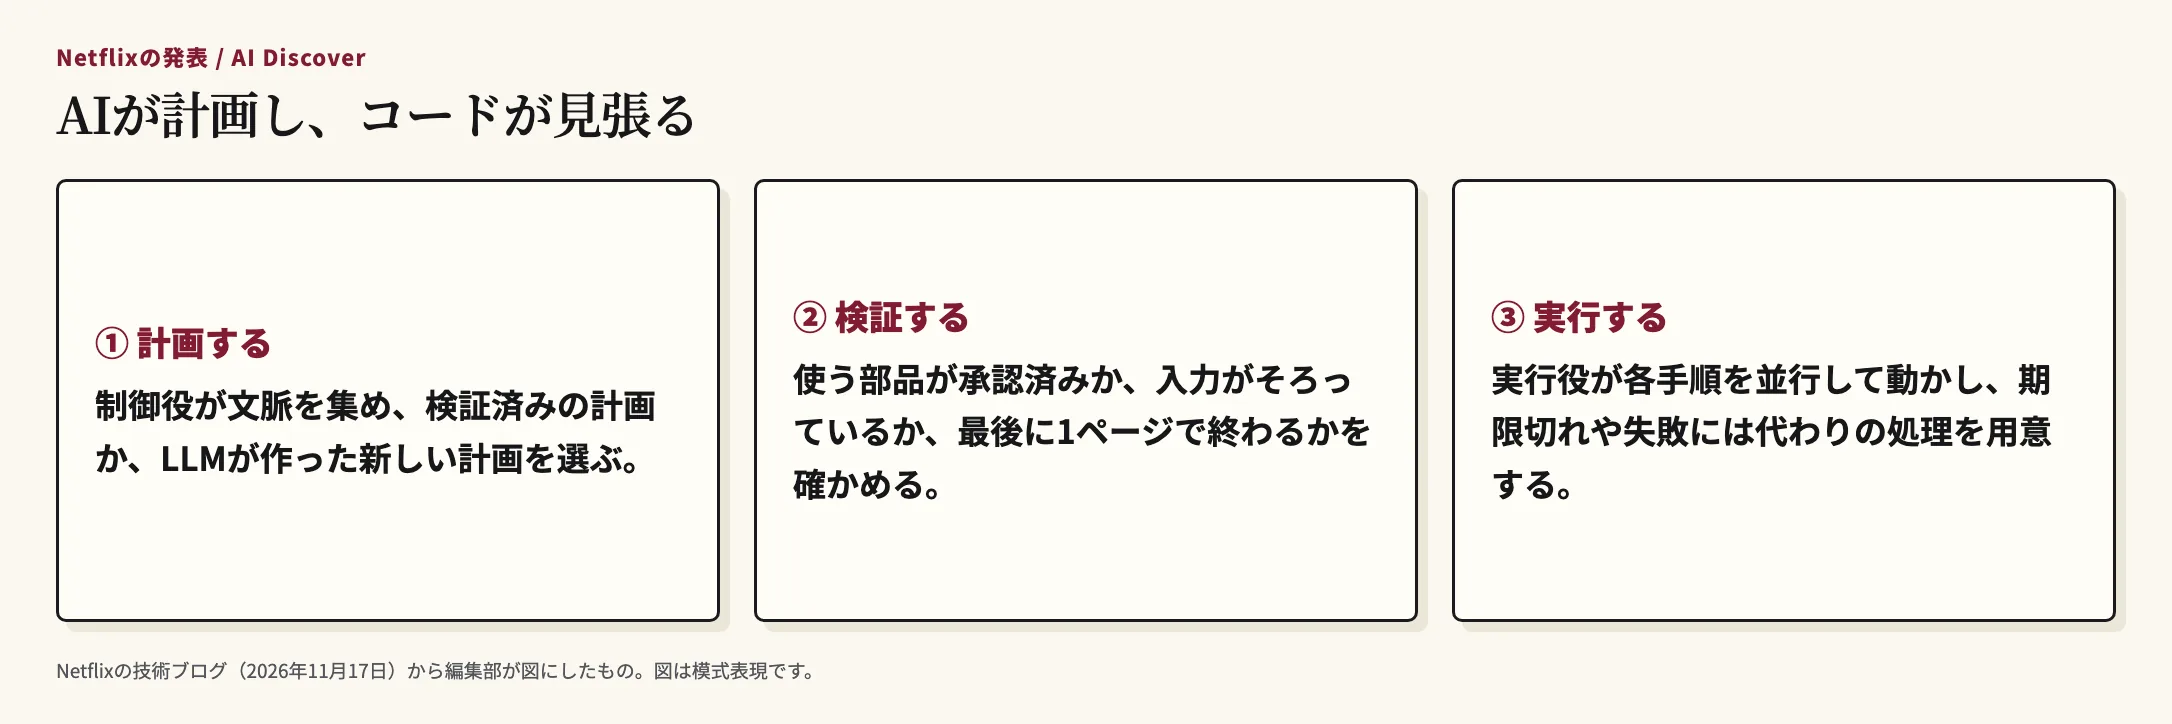 Netflixの発表 / AI Discover
AIが計画し、コードが見張る
① 計画する
制御役が文脈を集め、検証済みの計画
か、LLMが作った新しい計画を選ぶ。
② 検証する
使う部品が承認済みか、入力がそろっ
ているか、最後に1ページで終わるかを
確かめる。
③ 実行する
実行役が各手順を並行して動かし、期
限切れや失敗には代わりの処理を用意
する。
Netflixの技術ブログ（2026年11月17日）から編集部が図にしたもの。図は模式表現です。